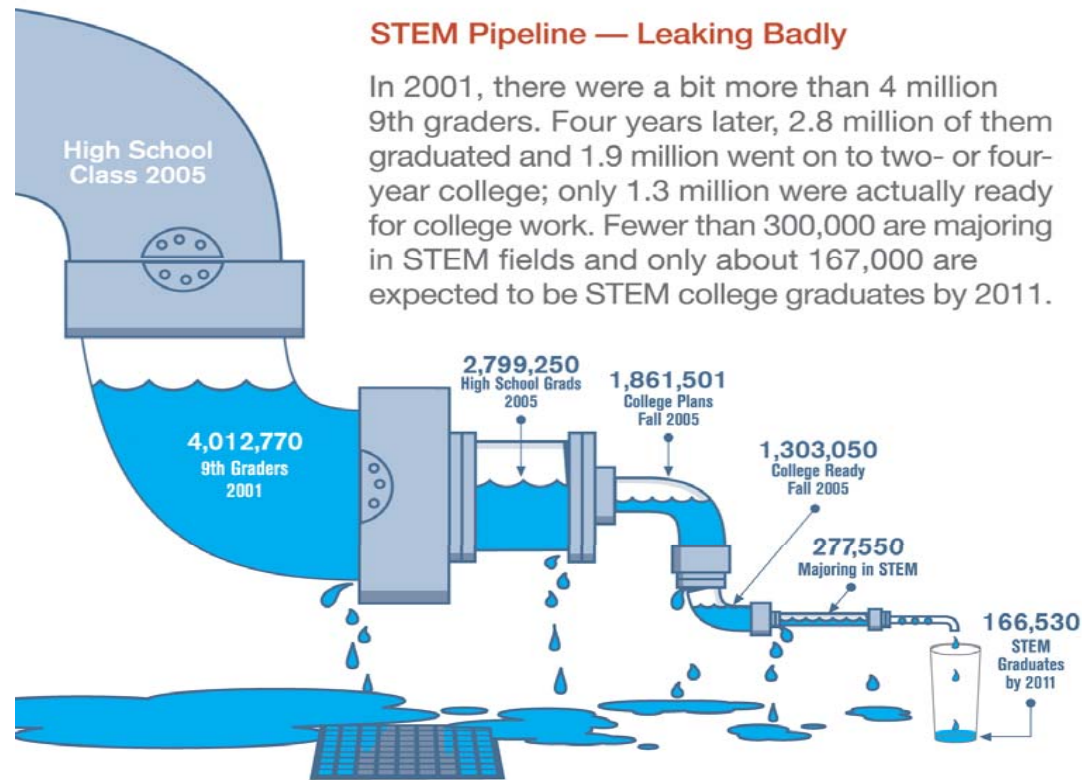 STEM Pipeline — Leaking Badly
In 2001, there were a bit more than 4 million
9th graders. Four years later, 2.8 million of them
graduated and 1.9 million went on to two- or four-
year college; only 1.3 million were actually ready
for college work. Fewer than 300,000 are majoring
in STEM fields and only about 167,000 are
expected to be STEM college graduates by 2011.
High School
Class 2005
4,012,770
9th Graders
2001
2,799,250
High School Grads
2005
1,861,501
College Plans
Fall 2005
1,303,050
College Ready
Fall 2005
277,550
Majoring in STEM
166,530
STEM
Graduates
by 2011